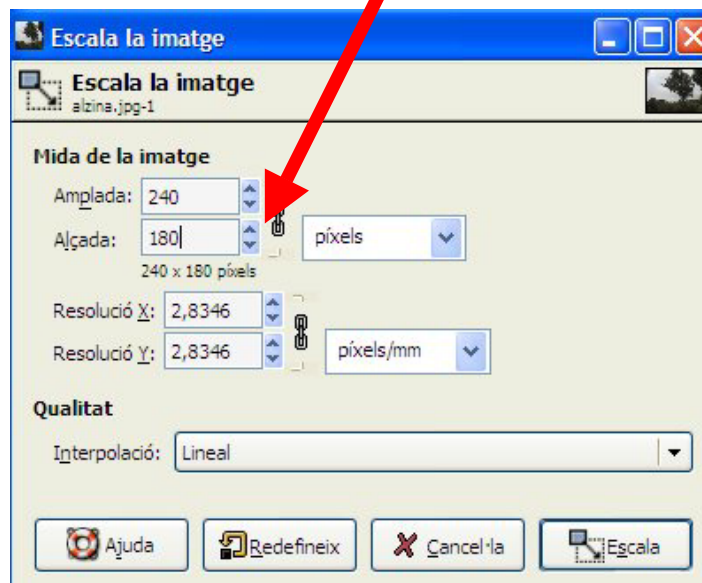 Escala la imatge
Escala la imatge
alzina.jpg-1
Mida de la imatge
Amplada: 240
Alçada: 180 píxels
240 x 180 píxels
Resolució X: 2,8346
Resolució Y: 2,8346 píxels/mm
Qualitat
Interpolació: Lineal
Ajuda Redefineix Cancel·la Escala